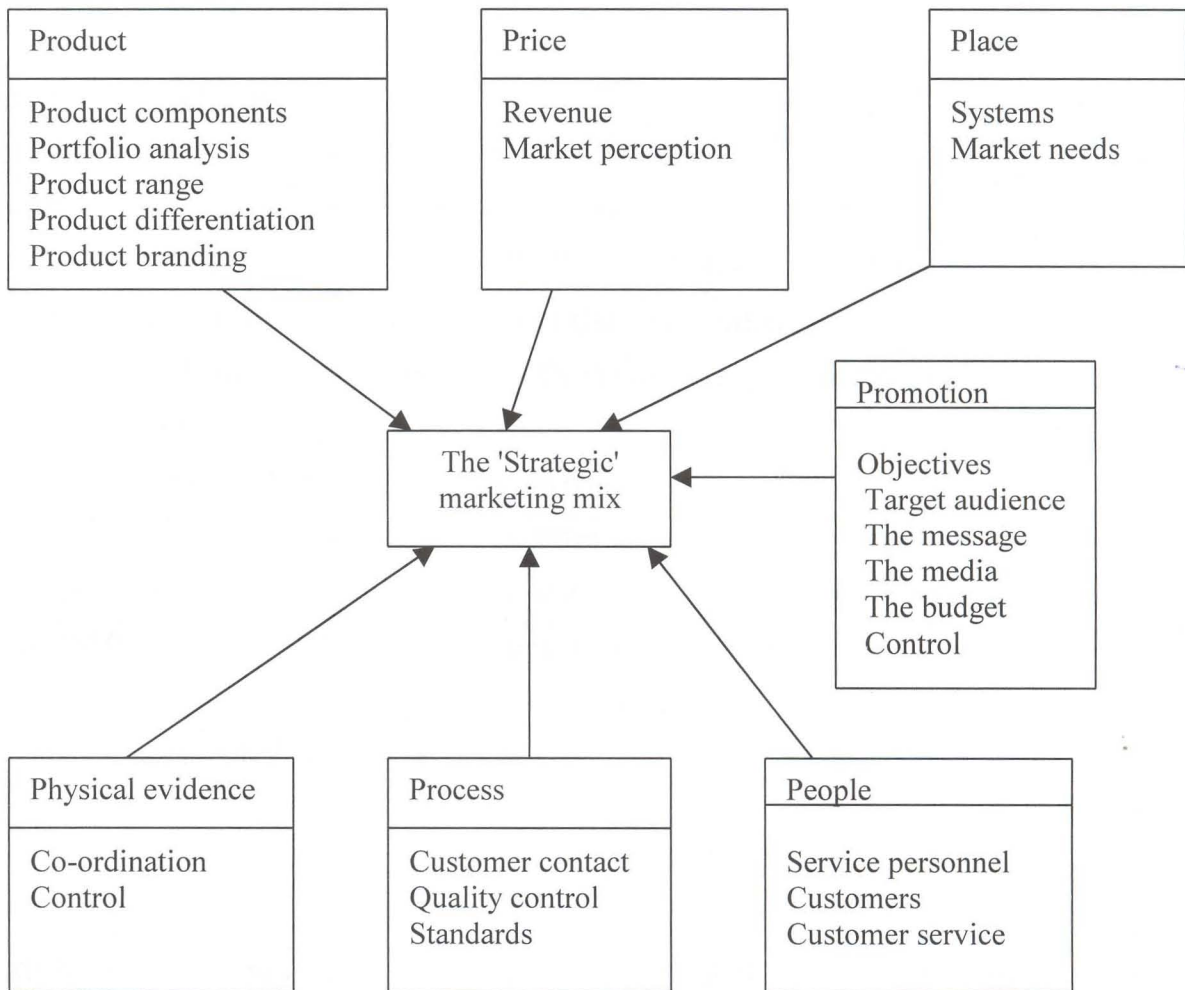 Product
Product components
Portfolio analysis
Product range
Product differentiation
Product branding
Price
Revenue
Market perception
Place
Systems
Market needs
The 'Strategic'
marketing mix
Promotion
Objectives
Target audience
The message
The media
The budget
Control
Physical evidence
Co-ordination
Control
Process
Customer contact
Quality control
Standards
People
Service personnel
Customers
Customer service